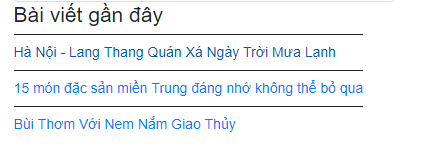 Bài viết gần đây
Hà Nội - Lang Thang Quán Xá Ngày Trời Mưa Lạnh
15 món đặc sản miền Trung đáng nhớ không thể bỏ qua
Bùi Thơm Với Nem Nắm Giao Thủy